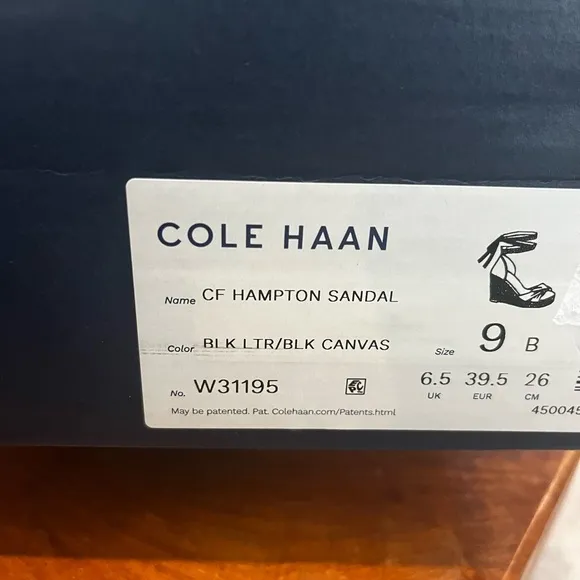 COLE HAAN
Name CF HAMPTON SANDAL
Color BLK LTR/BLK CANVAS
Size 9 B
No. W31195
6.5 39.5 26
UK EUR CM
May be patented. Pat. Colehaan.com/Patents.html
450045